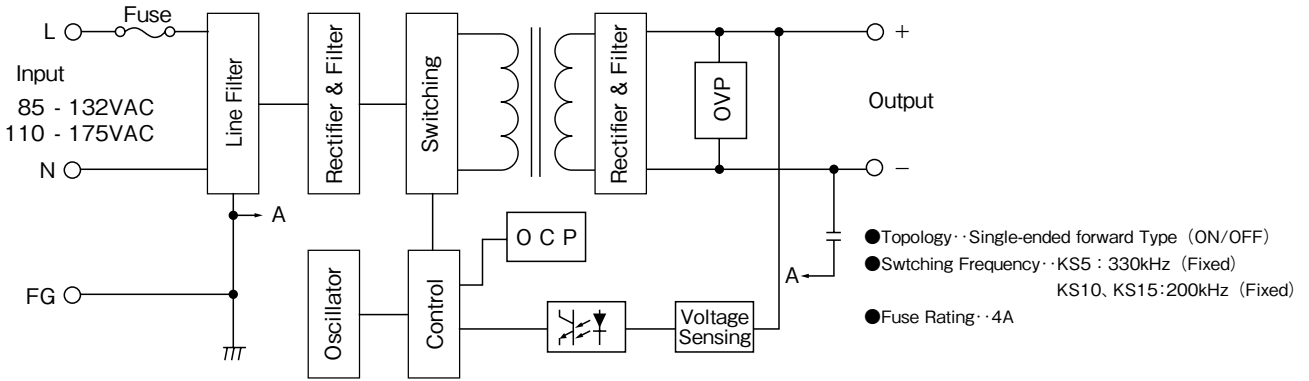 Fuse
L
Input
85 - 132VAC
110 - 175VAC
N
FG
Line Filter
A
Rectifier & Filter
Switching
Rectifier & Filter
OVP
+
Output
−
A
Oscillator
Control
O C P
Voltage
Sensing
●Topology··Single-ended forward Type (ON/OFF)
●Swtching Frequency··KS5 : 330kHz (Fixed)
KS10、KS15:200kHz (Fixed)
●Fuse Rating··4A